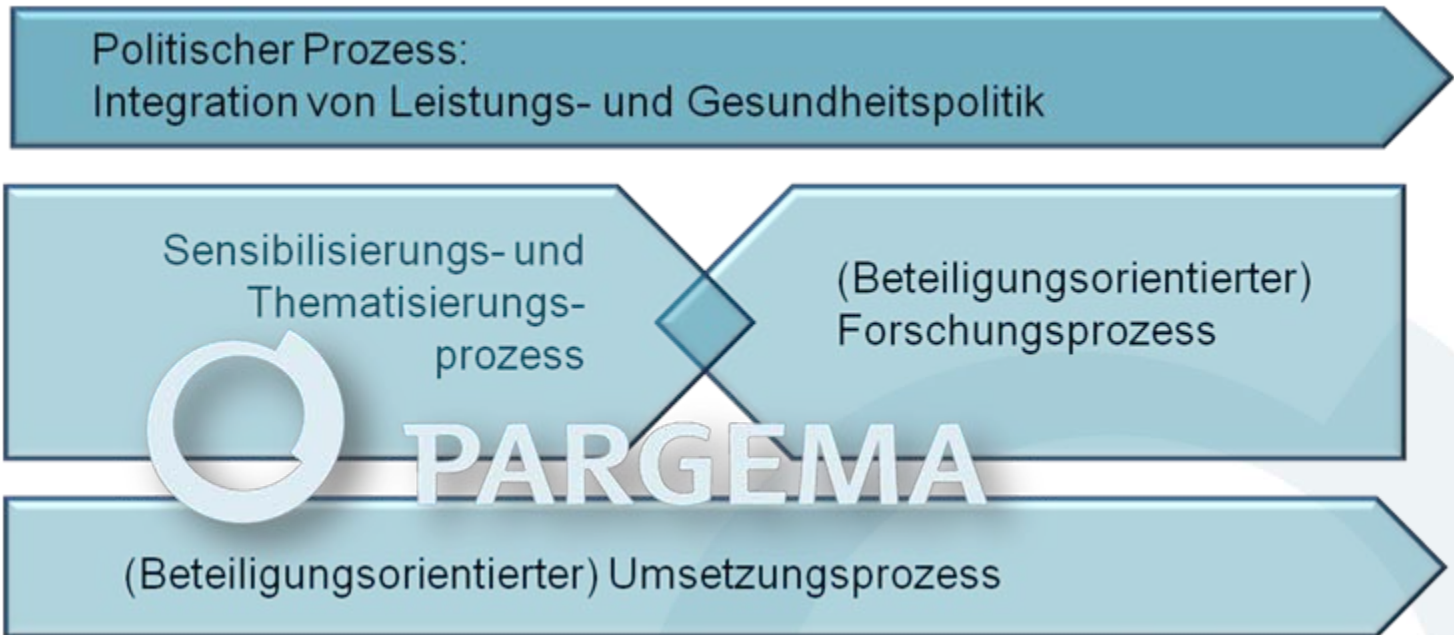 Politischer Prozess:
Integration von Leistungs- und Gesundheitspolitik
Sensibilisierungs- und
Thematisierungs-
prozess
(Beteiligungsorientierter)
Forschungsprozess
PARGEMA
(Beteiligungsorientierter) Umsetzungsprozess